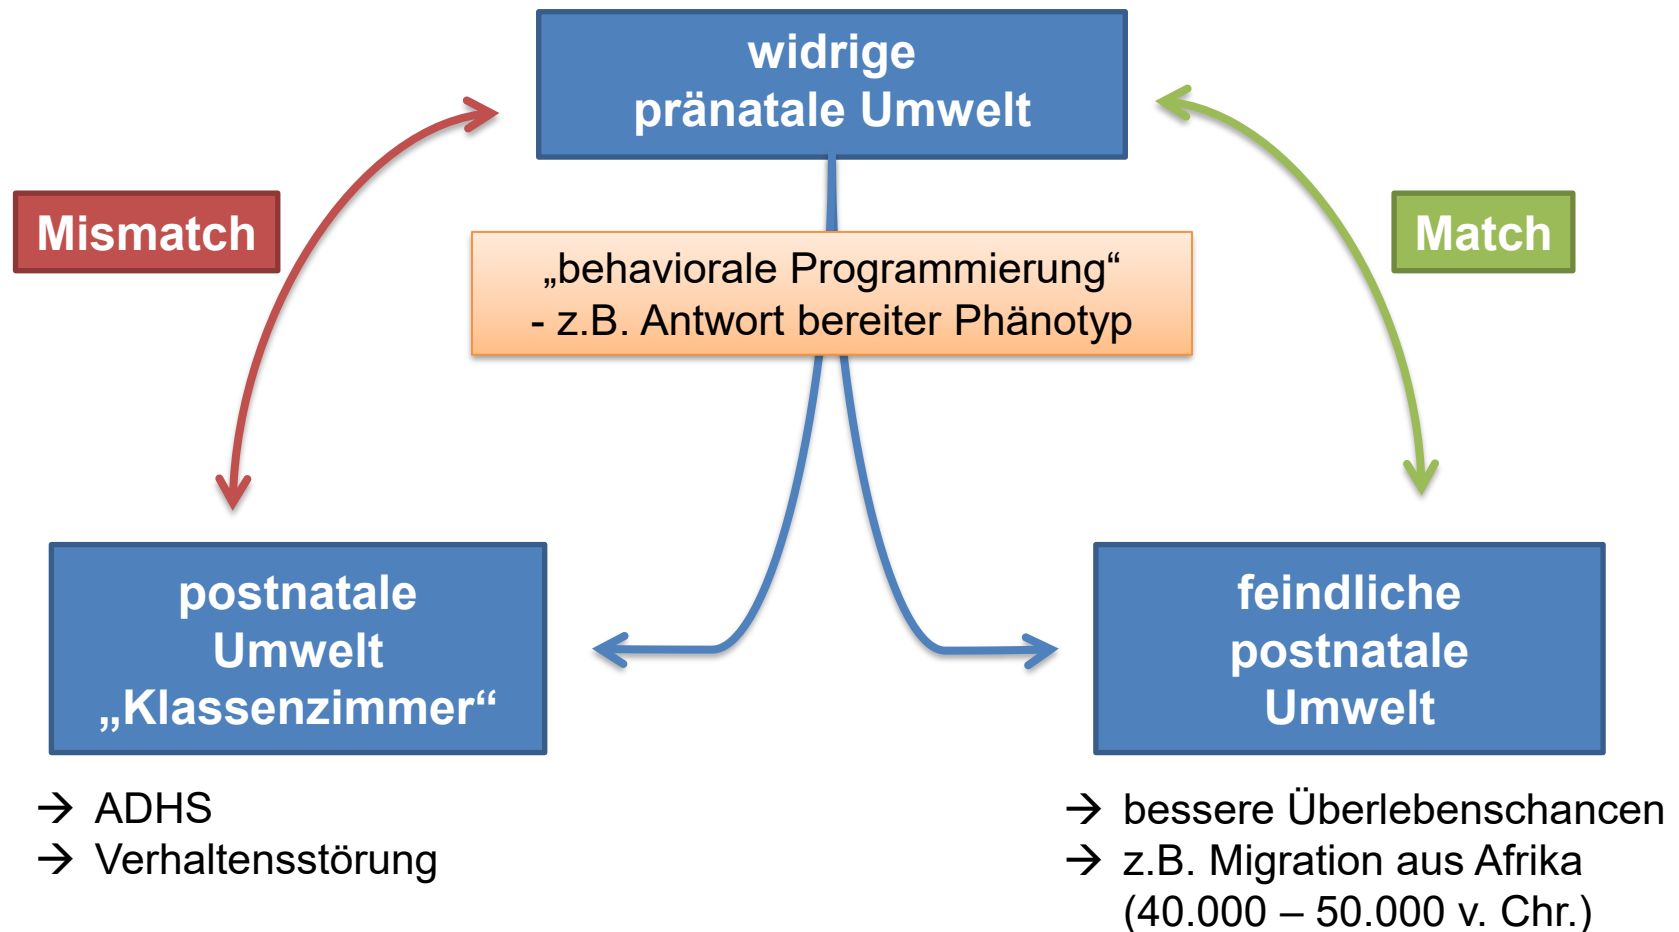 widrige
pränatale Umwelt
Mismatch
Match
„behaviorale Programmierung“
- z.B. Antwort bereiter Phänotyp
postnatale
Umwelt
„Klassenzimmer“
feindliche
postnatale
Umwelt
→ ADHS
→ Verhaltensstörung
→ bessere Überlebenschancen
→ z.B. Migration aus Afrika
(40.000 – 50.000 v. Chr.)